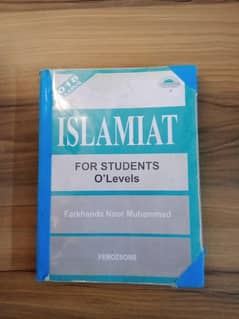 ISLAMIAT
FOR STUDENTS
O'Levels
Farkhanda Noor Muhammad
FEROZSONS